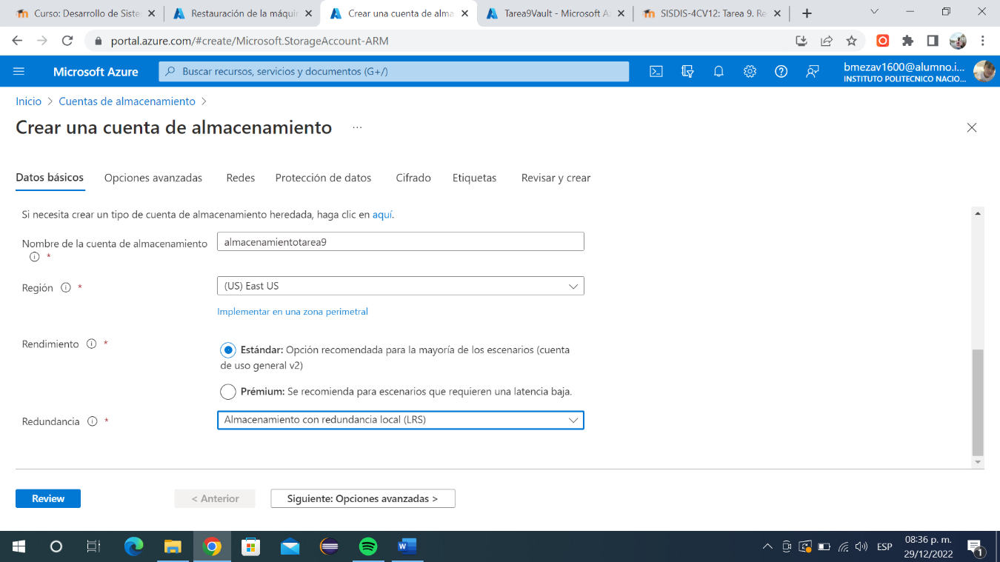 Curso: Desarrollo de Siste
Restauración de la máquin
Crear una cuenta de alma
Tarea9Vault - Microsoft A
SISDIS-4CV12: Tarea 9. Re
portal.azure.com/#create/Microsoft.StorageAccount-ARM
Microsoft Azure
Buscar recursos, servicios y documentos (G+/)
bmezav1600@alumno.i...
INSTITUTO POLITECNICO NACIO...
Inicio > Cuentas de almacenamiento >
Crear una cuenta de almacenamiento ...
Datos básicos
Opciones avanzadas
Redes
Protección de datos
Cifrado
Etiquetas
Revisar y crear
Si necesita crear un tipo de cuenta de almacenamiento heredada, haga clic en aquí.
Nombre de la cuenta de almacenamiento *
almacenamientotarea9
Región *
(US) East US
Implementar en una zona perimetral
Rendimiento *
Estándar: Opción recomendada para la mayoría de los escenarios (cuenta
de uso general v2)
Prémium: Se recomienda para escenarios que requieren una latencia baja.
Redundancia *
Almacenamiento con redundancia local (LRS)
Review
< Anterior
Siguiente: Opciones avanzadas >
ESP
08:36 p. m.
29/12/2022
1